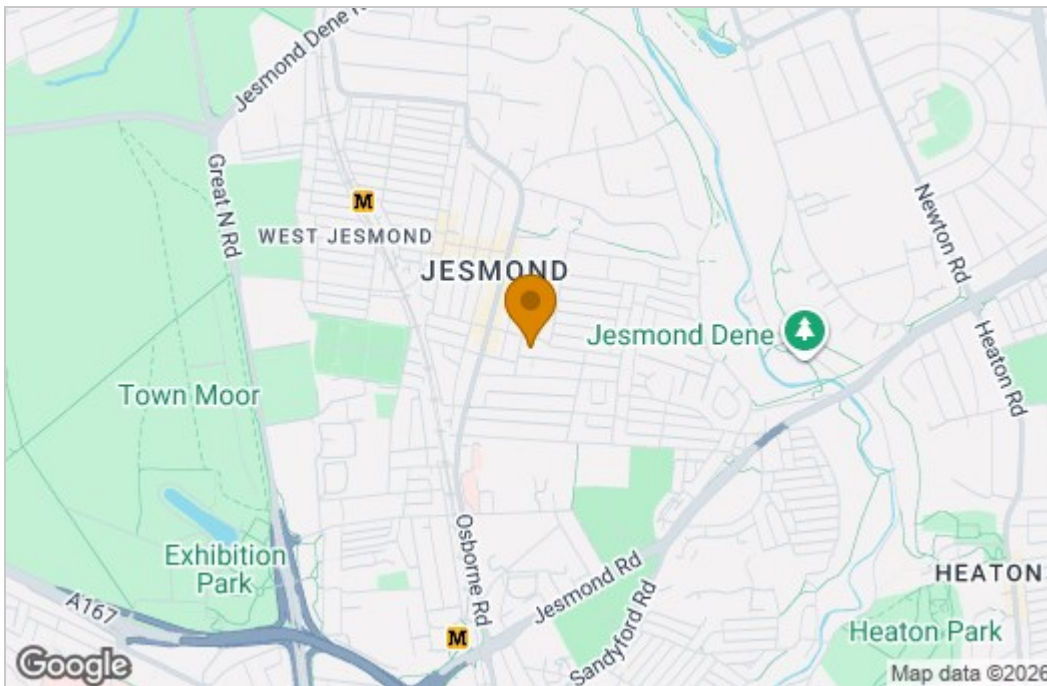 Jesmond Dene R
Great N Rd
M
WEST JESMOND
JESMOND
Newton Rd
Jesmond Dene
Heaton Rd
Town Moor
Exhibition
Park
Osborne Rd
Jesmond Rd
Sandyford Rd
HEATON
A167
M
Heaton Park
Google
Map data ©2026